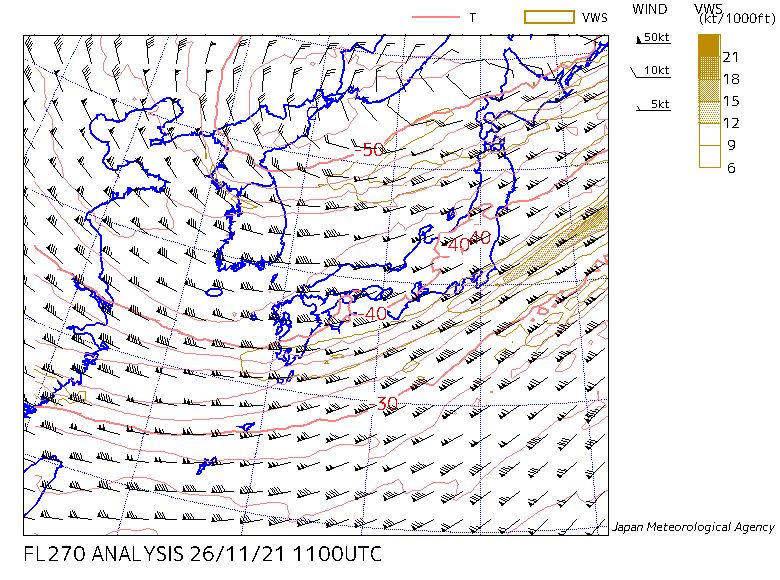 T VWS WIND VWS
(kt/1000ft)
50kt
10kt
5kt
21
18
15
12
9
6
-50
-40
40
-40
-30
Japan Meteorological Agency
FL270 ANALYSIS 26/11/21 1100UTC